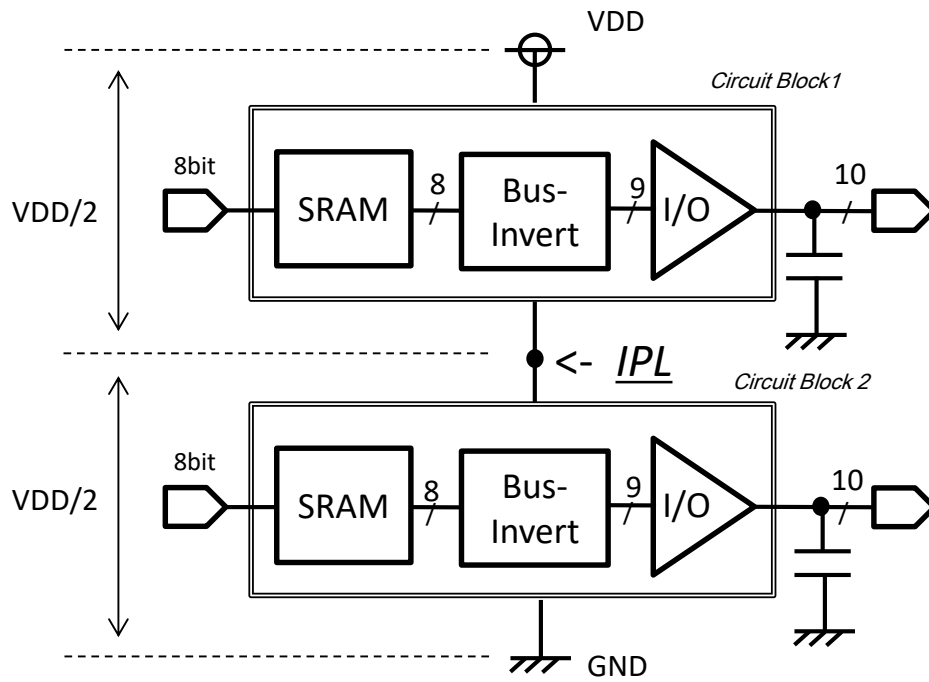 VDD
Circuit Block1
8bit
SRAM
8
Bus-
Invert
9
I/O
10
VDD/2
<- IPL
Circuit Block 2
8bit
SRAM
8
Bus-
Invert
9
I/O
10
VDD/2
GND